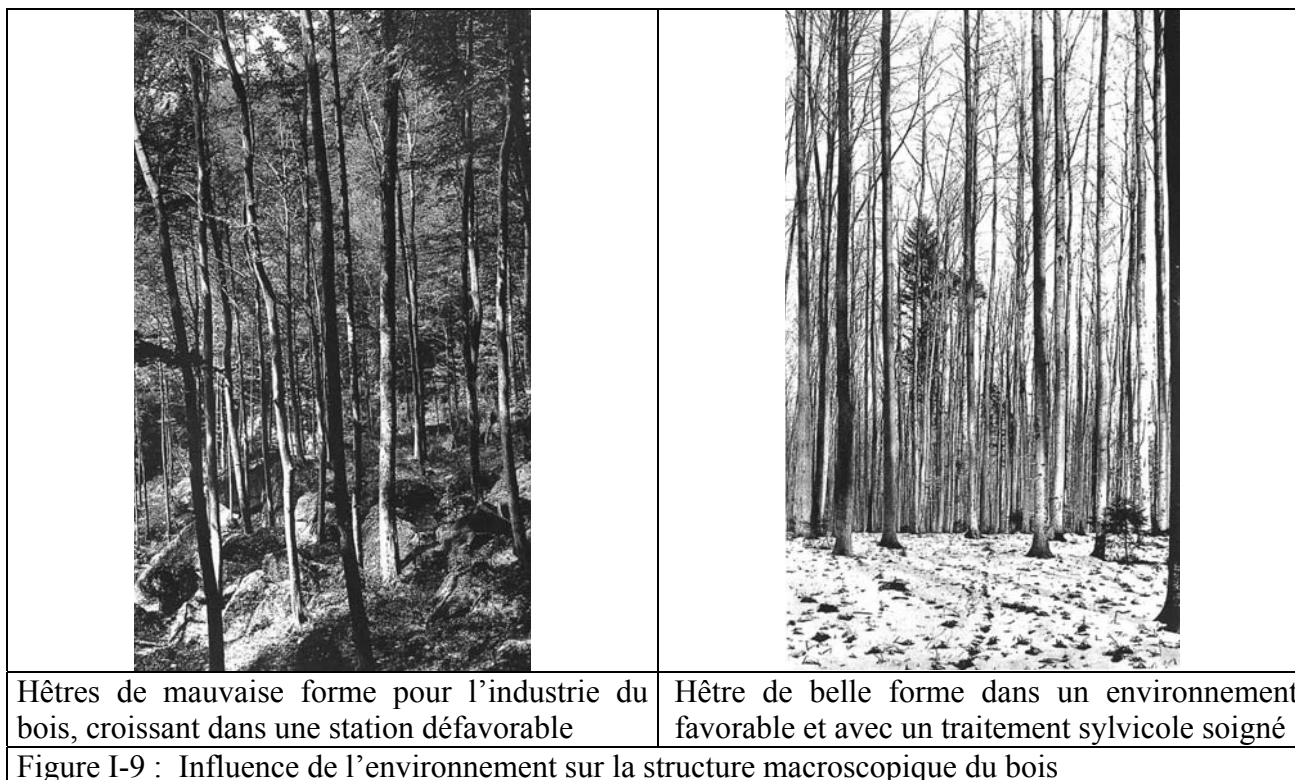 Hêtres de mauvaise forme pour l’industrie du
bois, croissant dans une station défavorable
Hêtre de belle forme dans un environnement
favorable et avec un traitement sylvicole soigné
Figure I-9 : Influence de l’environnement sur la structure macroscopique du bois